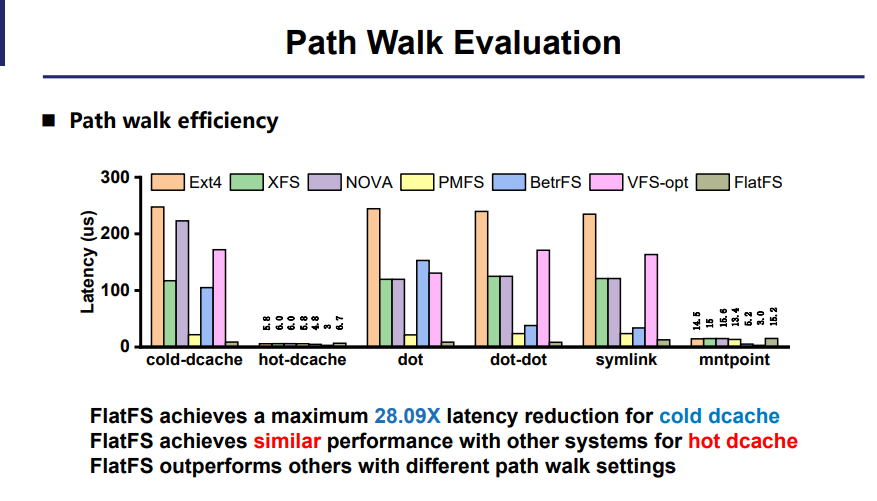 Path Walk Evaluation
■ Path walk efficiency
300
200
100
0
Latency (us)
Ext4 XFS NOVA PMFS BetrFS VFS-opt FlatFS
5.8 6.0 6.0 5.8 4.8 3 6.7
14.5 15 15.6 13.4 5.2 3.0 15.2
cold-dcache hot-dcache dot dot-dot symlink mntpoint
FlatFS achieves a maximum 28.09X latency reduction for cold dcache
FlatFS achieves similar performance with other systems for hot dcache
FlatFS outperforms others with different path walk settings